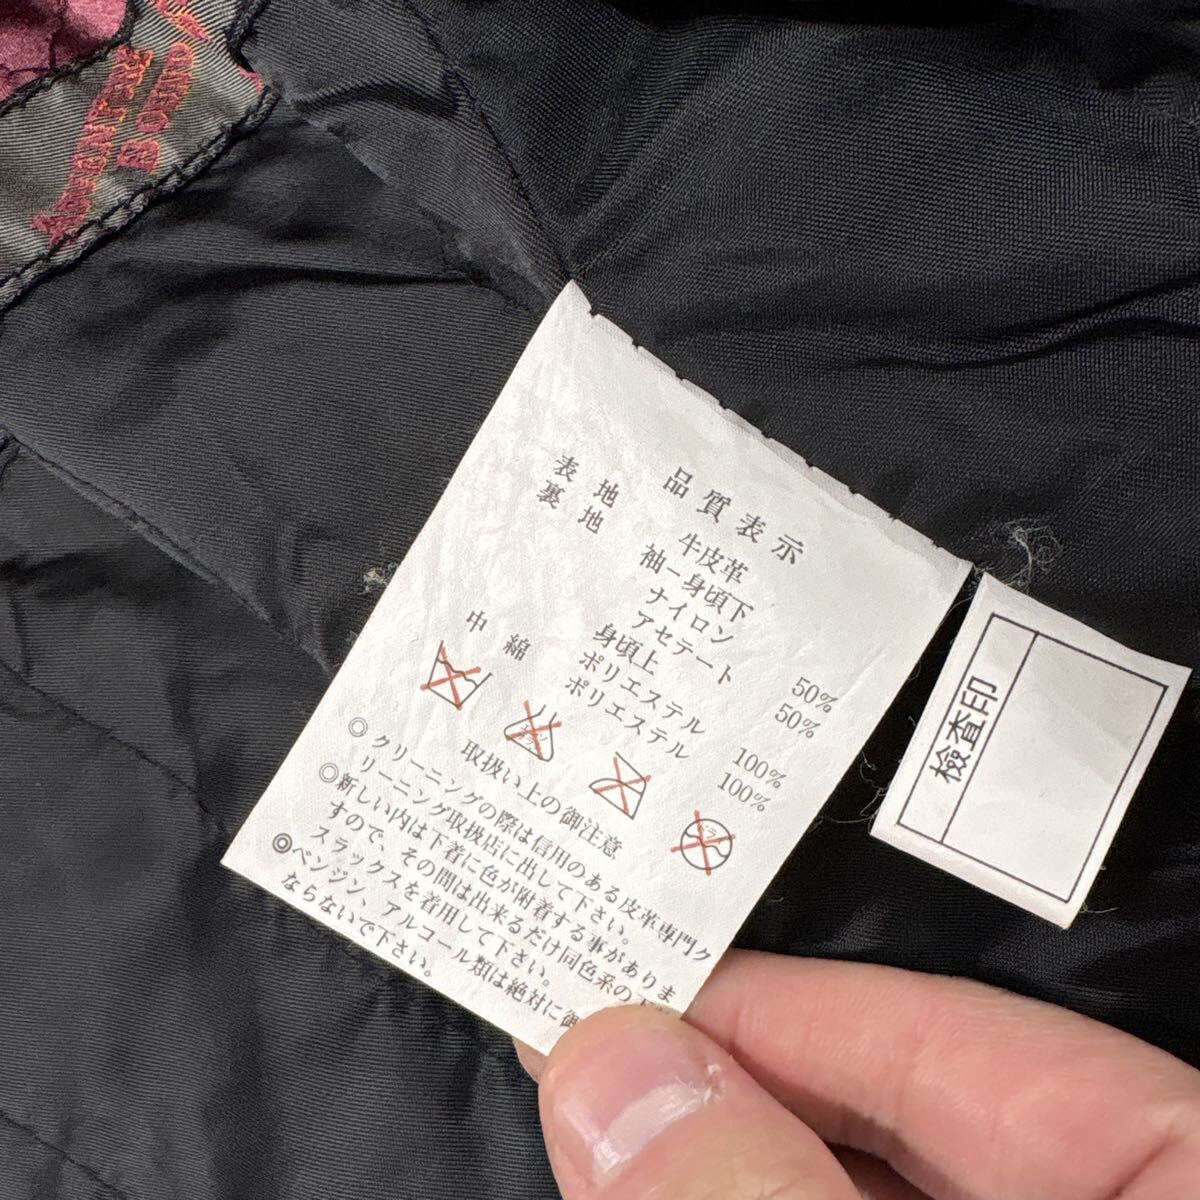 品質表示
表地 牛皮革
裏地 袖-身頃下
ナイロン 50%
アセテート 50%
身頃上
ポリエステル 100%
中綿 ポリエステル 100%
エンソ
ドライ
取扱い上の御注意
◎クリーニングの際は信用のある皮革専門ク
リーニング取扱店に出して下さい。
◎新しい内は下着に色が附着する事がありま
すので、その間は出来るだけ同色系の下
スラックスを着用して下さい。
◎ベンジン、アルコール類は絶対に御
ならないで下さい。
検査印